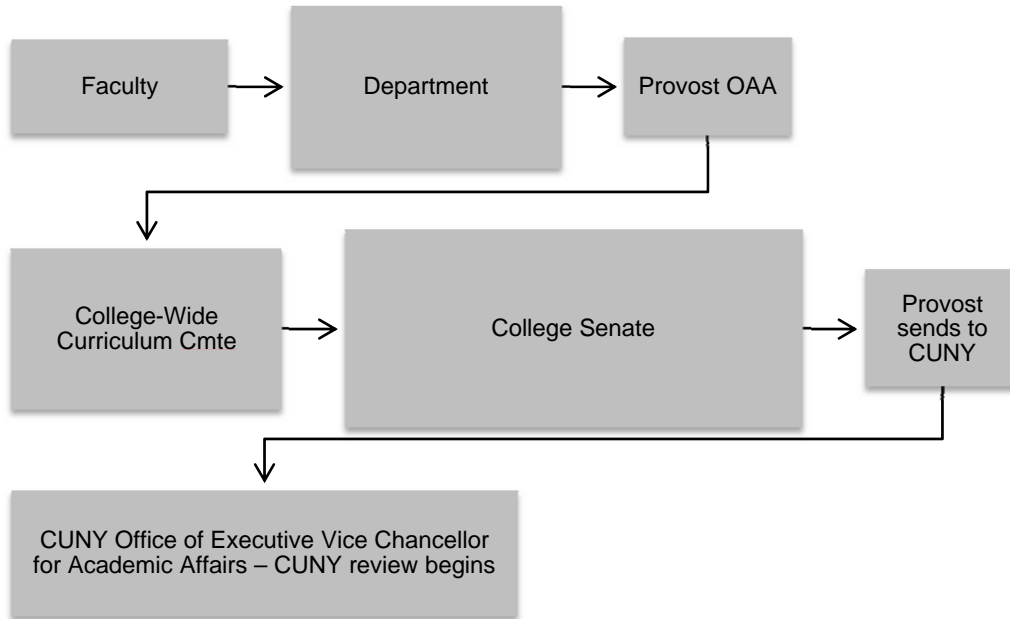 Faculty
Department
Provost OAA
College-Wide
Curriculum Cmte
College Senate
Provost
sends to
CUNY
CUNY Office of Executive Vice Chancellor
for Academic Affairs – CUNY review begins